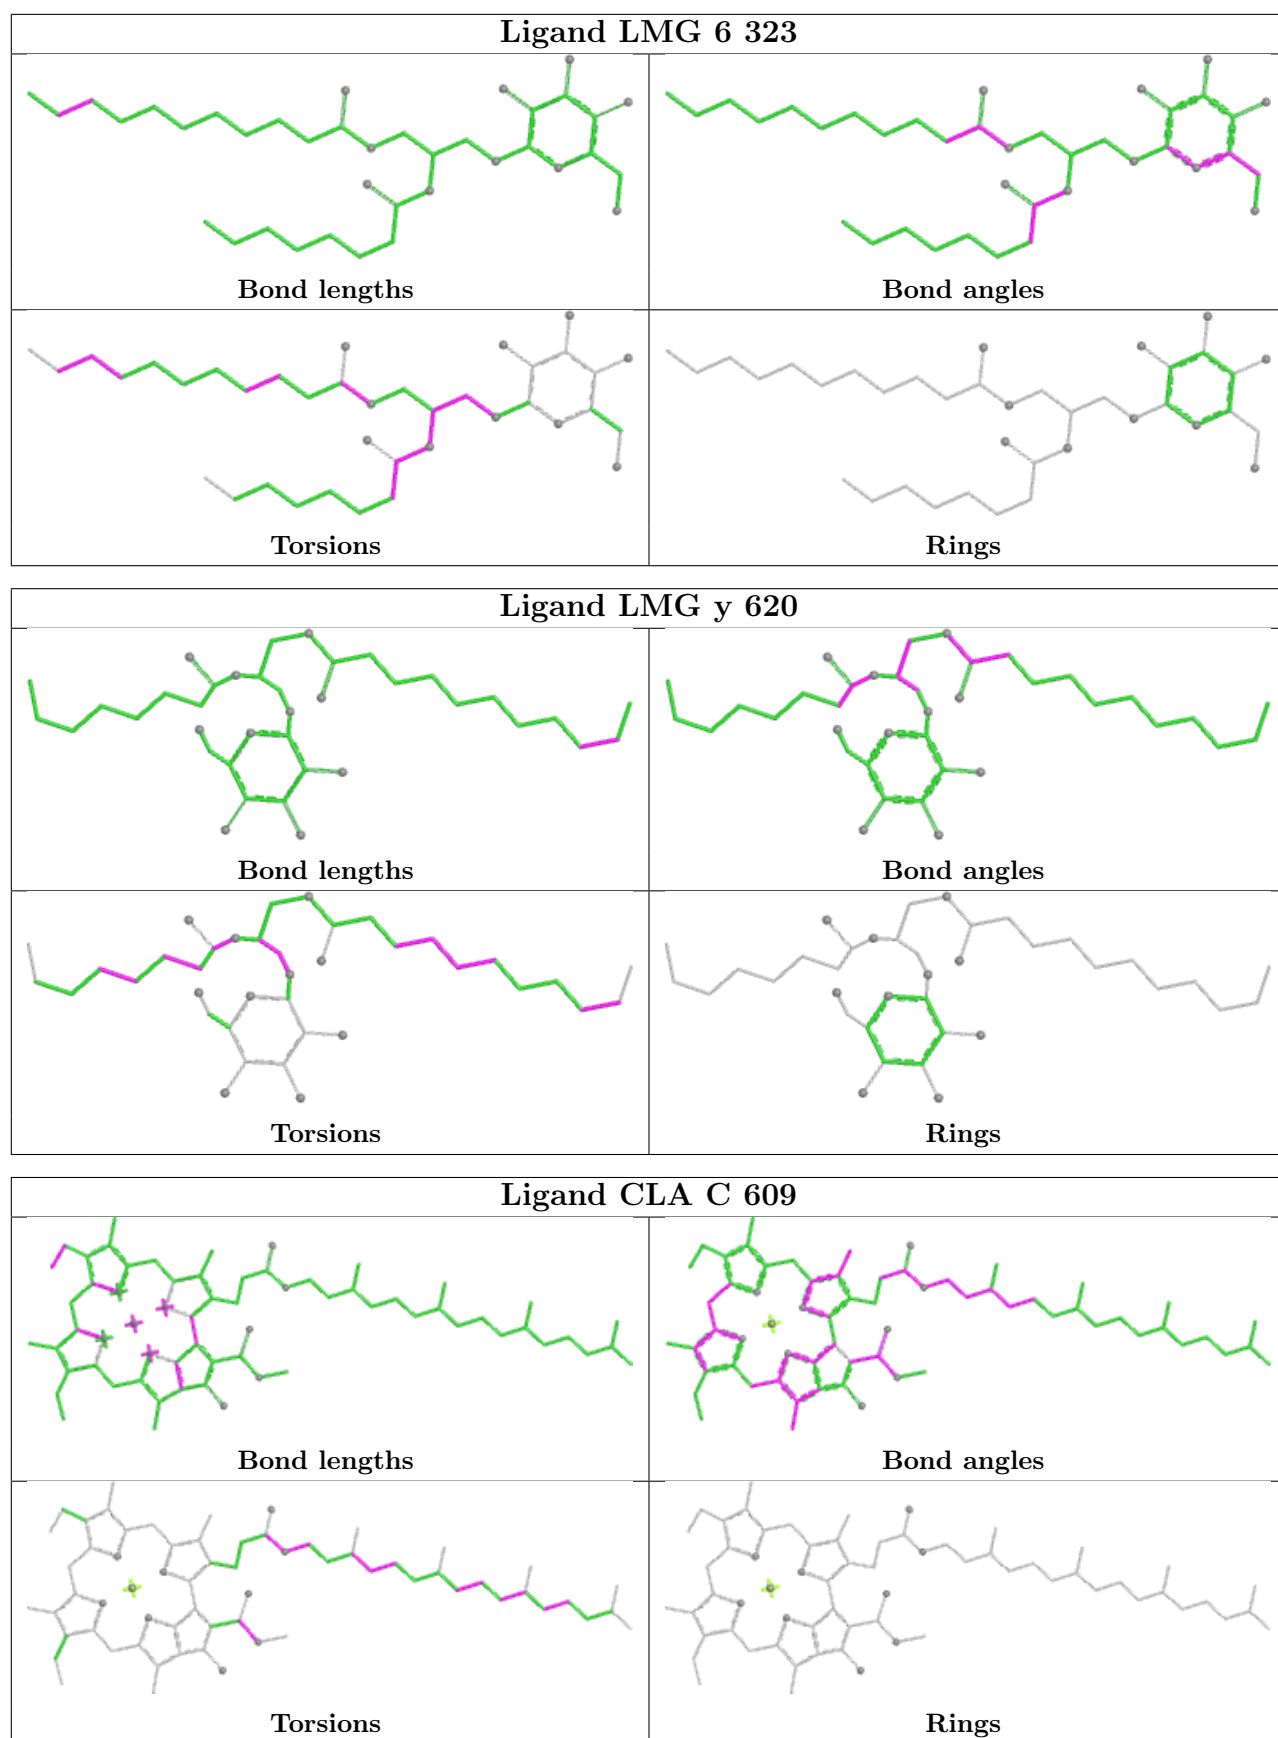 Ligand LMG 6 323
Bond lengths
Bond angles
Torsions
Rings
Ligand LMG y 620
Bond lengths
Bond angles
Torsions
Rings
Ligand CLA C 609
Bond lengths
Bond angles
Torsions
Rings